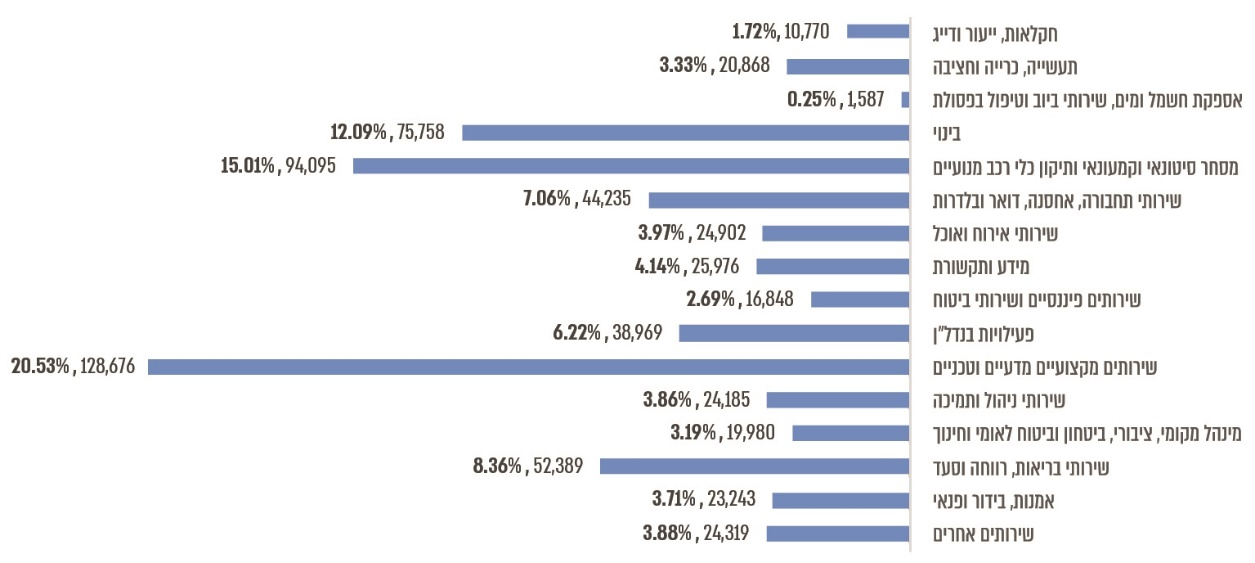 חקלאות, ייעור ודייג 10,770 ,1.72%
תעשייה, כרייה וחציבה 20,868 ,3.33%
אספקת חשמל ומים, שירותי ביוב וטיפול בפסולת 1,587 ,0.25%
בינוי 75,758 ,12.09%
מסחר סיטונאי וקמעונאי ותיקון כלי רכב מנועיים 94,095 ,15.01%
שירותי תחבורה, אחסנה, דואר ובלדרות 44,235 ,7.06%
שירותי אירוח ואוכל 24,902 ,3.97%
מידע ותקשורת 25,976 ,4.14%
שירותים פיננסיים ושירותי ביטוח 16,848 ,2.69%
פעילויות בנדל"ן 38,969 ,6.22%
שירותים מקצועיים מדעיים וטכניים 128,676 ,20.53%
שירותי ניהול ותמיכה 24,185 ,3.86%
מינהל מקומי, ציבורי, ביטחון וביטוח לאומי וחינוך 19,980 ,3.19%
שירותי בריאות, רווחה וסעד 52,389 ,8.36%
אמנות, בידור ופנאי 23,243 ,3.71%
שירותים אחרים 24,319 ,3.88%